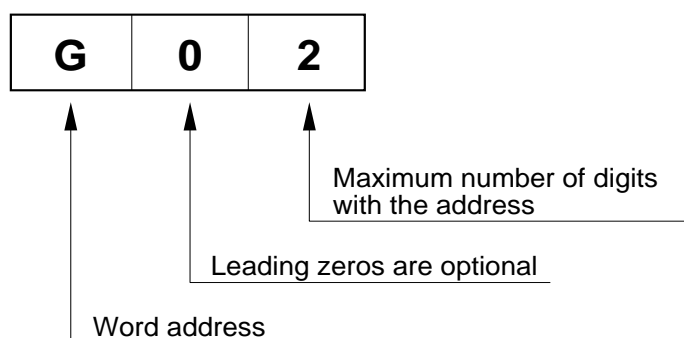 G 0 2
Maximum number of digits
with the address
Leading zeros are optional
Word address